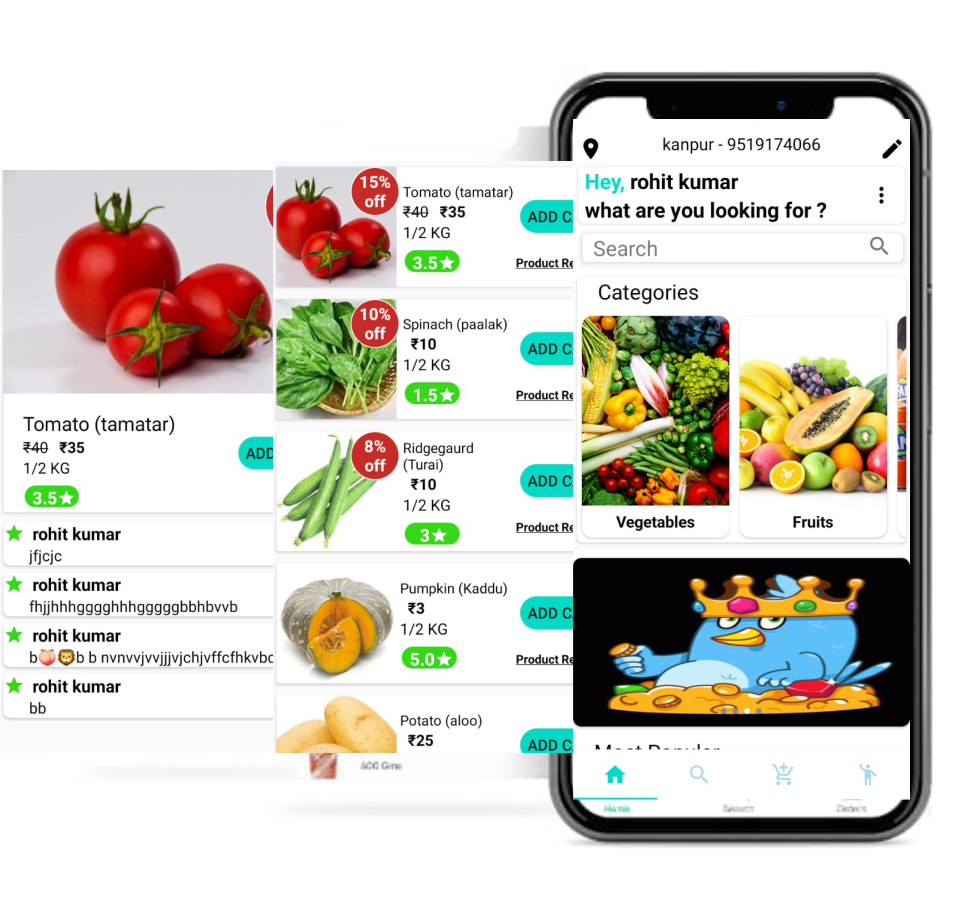 Tomato (tamatar)
₹40 ₹35
1/2 KG
ADD
3.5★
rohit kumar
jfjcjc
rohit kumar
fhjjhhhgggghhhgggggbbhbvvb
rohit kumar
b🍑🦁b b nvnvvjvvjjjvjchjvffcfhkvbc
rohit kumar
bb
15% off
Tomato (tamatar)
₹40 ₹35
1/2 KG
ADD C
3.5★
Product Re
10% off
Spinach (paalak)
₹10
1/2 KG
ADD C
1.5★
Product Re
8% off
Ridgegaurd
(Turai)
₹10
1/2 KG
ADD C
3★
Product Re
Pumpkin (Kaddu)
₹3
1/2 KG
ADD C
5.0★
Product Re
Potato (aloo)
₹25
ADD C
kanpur - 9519174066
Hey, rohit kumar
what are you looking for ?
Search
Categories
Vegetables Fruits
Most Popular
Home Search Orders